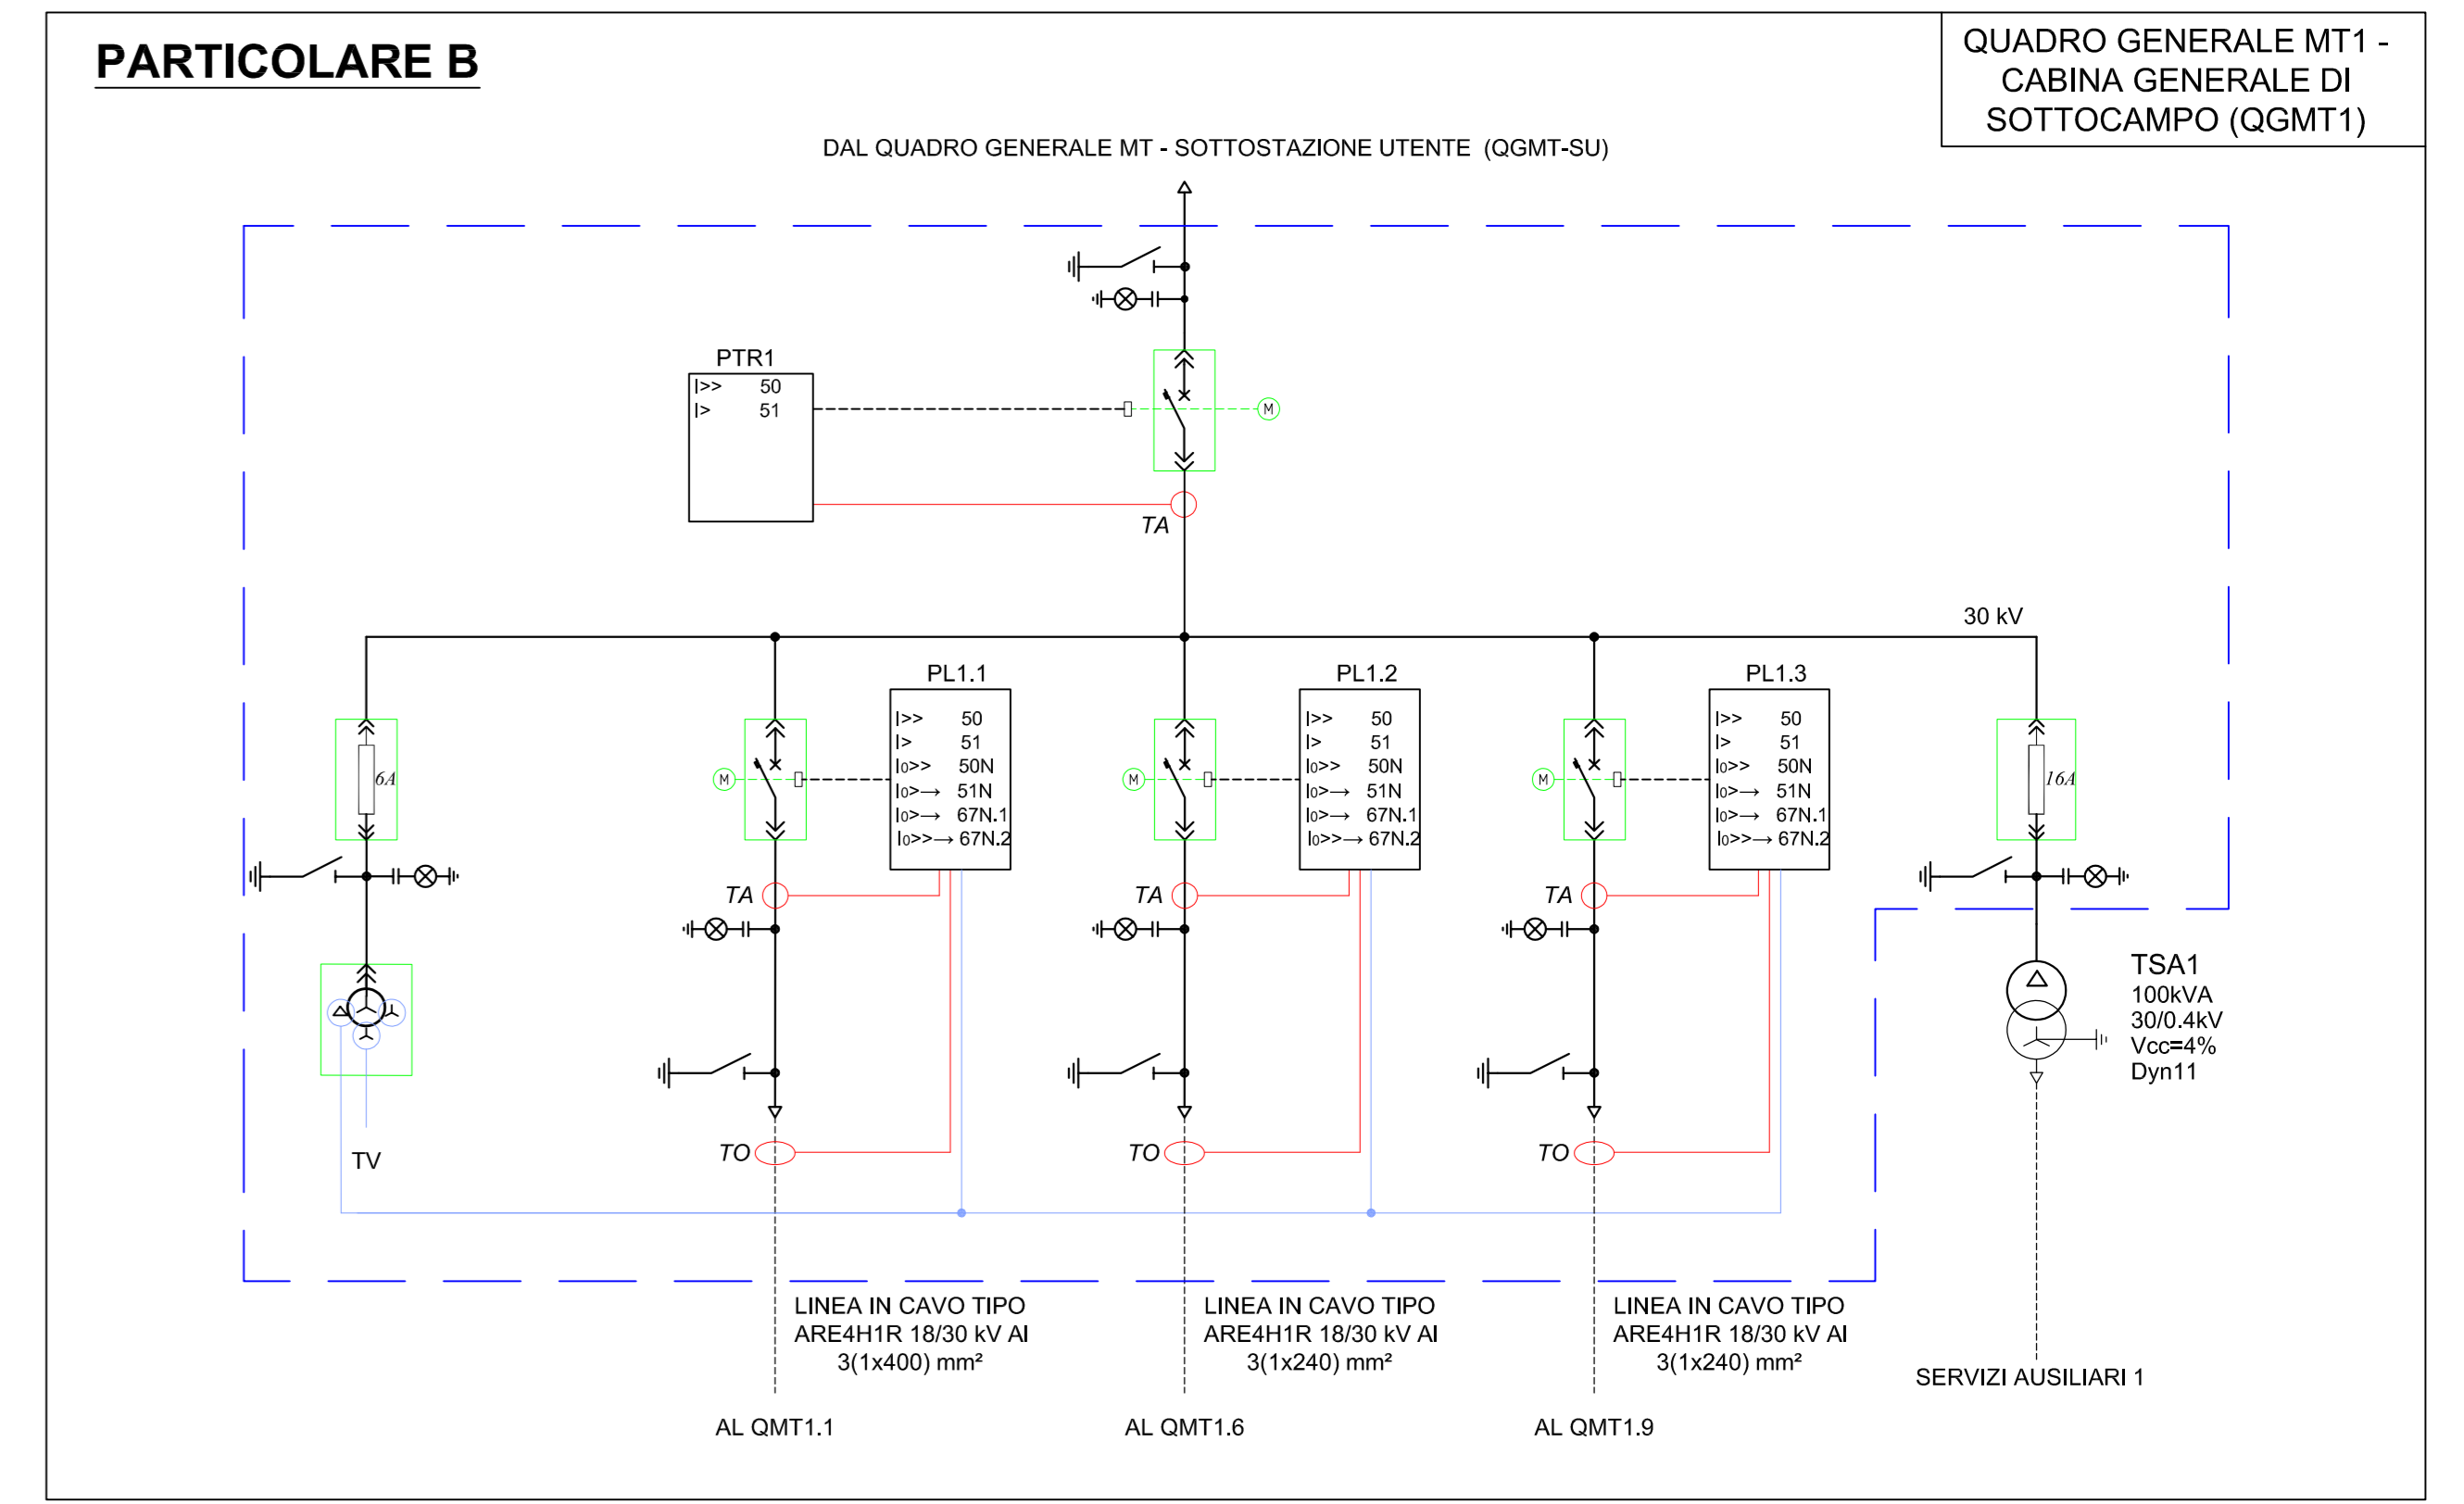 PARTICOLARE B
QUADRO GENERALE MT1 -
CABINA GENERALE DI
SOTTOCAMPO (QGMT1)
DAL QUADRO GENERALE MT - SOTTOSTAZIONE UTENTE (QGMT-SU)
PTR1
I>> 50
I> 51
M
TA
30 kV
PL1.1
I>> 50
I> 51
I0>> 50N
I0>→ 51N
I0>→ 67N.1
I0>>→ 67N.2
PL1.2
I>> 50
I> 51
I0>> 50N
I0>→ 51N
I0>→ 67N.1
I0>>→ 67N.2
PL1.3
I>> 50
I> 51
I0>> 50N
I0>→ 51N
I0>→ 67N.1
I0>>→ 67N.2
6A
M
M
M
16A
TA
TA
TA
TSA1
100kVA
30/0.4kV
Vcc=4%
Dyn11
TV
TO
TO
TO
LINEA IN CAVO TIPO
ARE4H1R 18/30 kV Al
3(1x400) mm²
LINEA IN CAVO TIPO
ARE4H1R 18/30 kV Al
3(1x240) mm²
LINEA IN CAVO TIPO
ARE4H1R 18/30 kV Al
3(1x240) mm²
SERVIZI AUSILIARI 1
AL QMT1.1
AL QMT1.6
AL QMT1.9